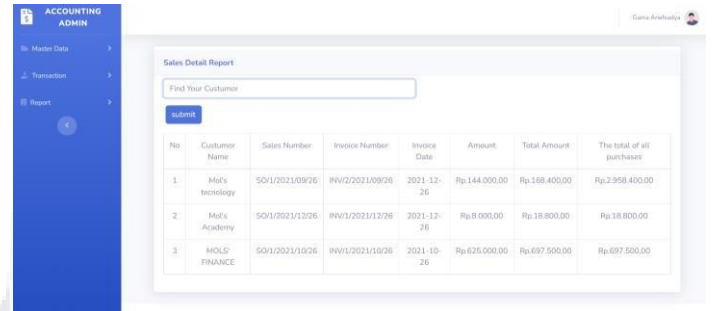 ACCOUNTING
ADMIN
Gama Ariefsadya
Master Data
Transaction
Report
Sales Detail Report
Find Your Custumor
submit
No Custumor Name Sales Number Invoice Number Invoice Date Amount Total Amount The total of all purchases
1 Mol's tecnology SO/1/2021/09/26 INV/2/2021/09/26 2021-12-26 Rp.144.000,00 Rp.168.400,00 Rp.2.958.400,00
2 Mol's Academy SO/1/2021/12/26 INV/1/2021/12/26 2021-12-26 Rp.8.000,00 Rp.18.800,00 Rp.18.800,00
3 MOLS' FINANCE SO/1/2021/10/26 INV/1/2021/10/26 2021-10-26 Rp.625.000,00 Rp.697.500,00 Rp.697.500,00